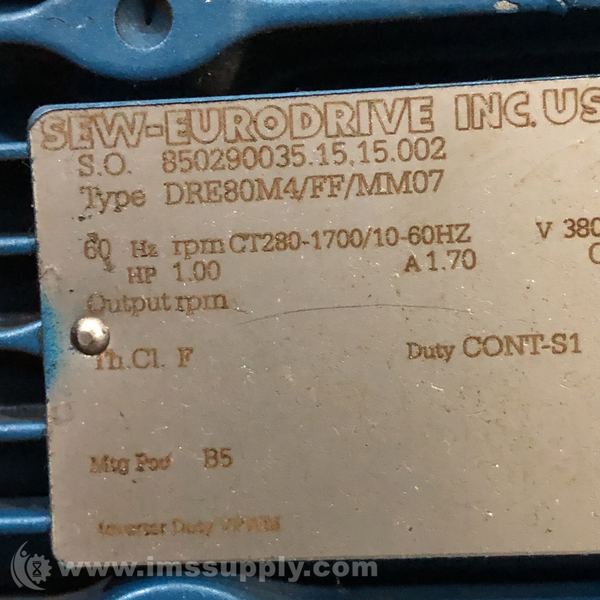 SEW-EURODRIVE INC. US
S.O. 850290035.15.15.002
Type DRE80M4/FF/MM07
60 Hz rpm CT280-1700/10-60HZ V 380
HP 1.00 A 1.70 C
Output rpm
Th.Cl. F Duty CONT-S1
Mtg Pos B5
Inverter Duty VPWM
© www.imssupply.com